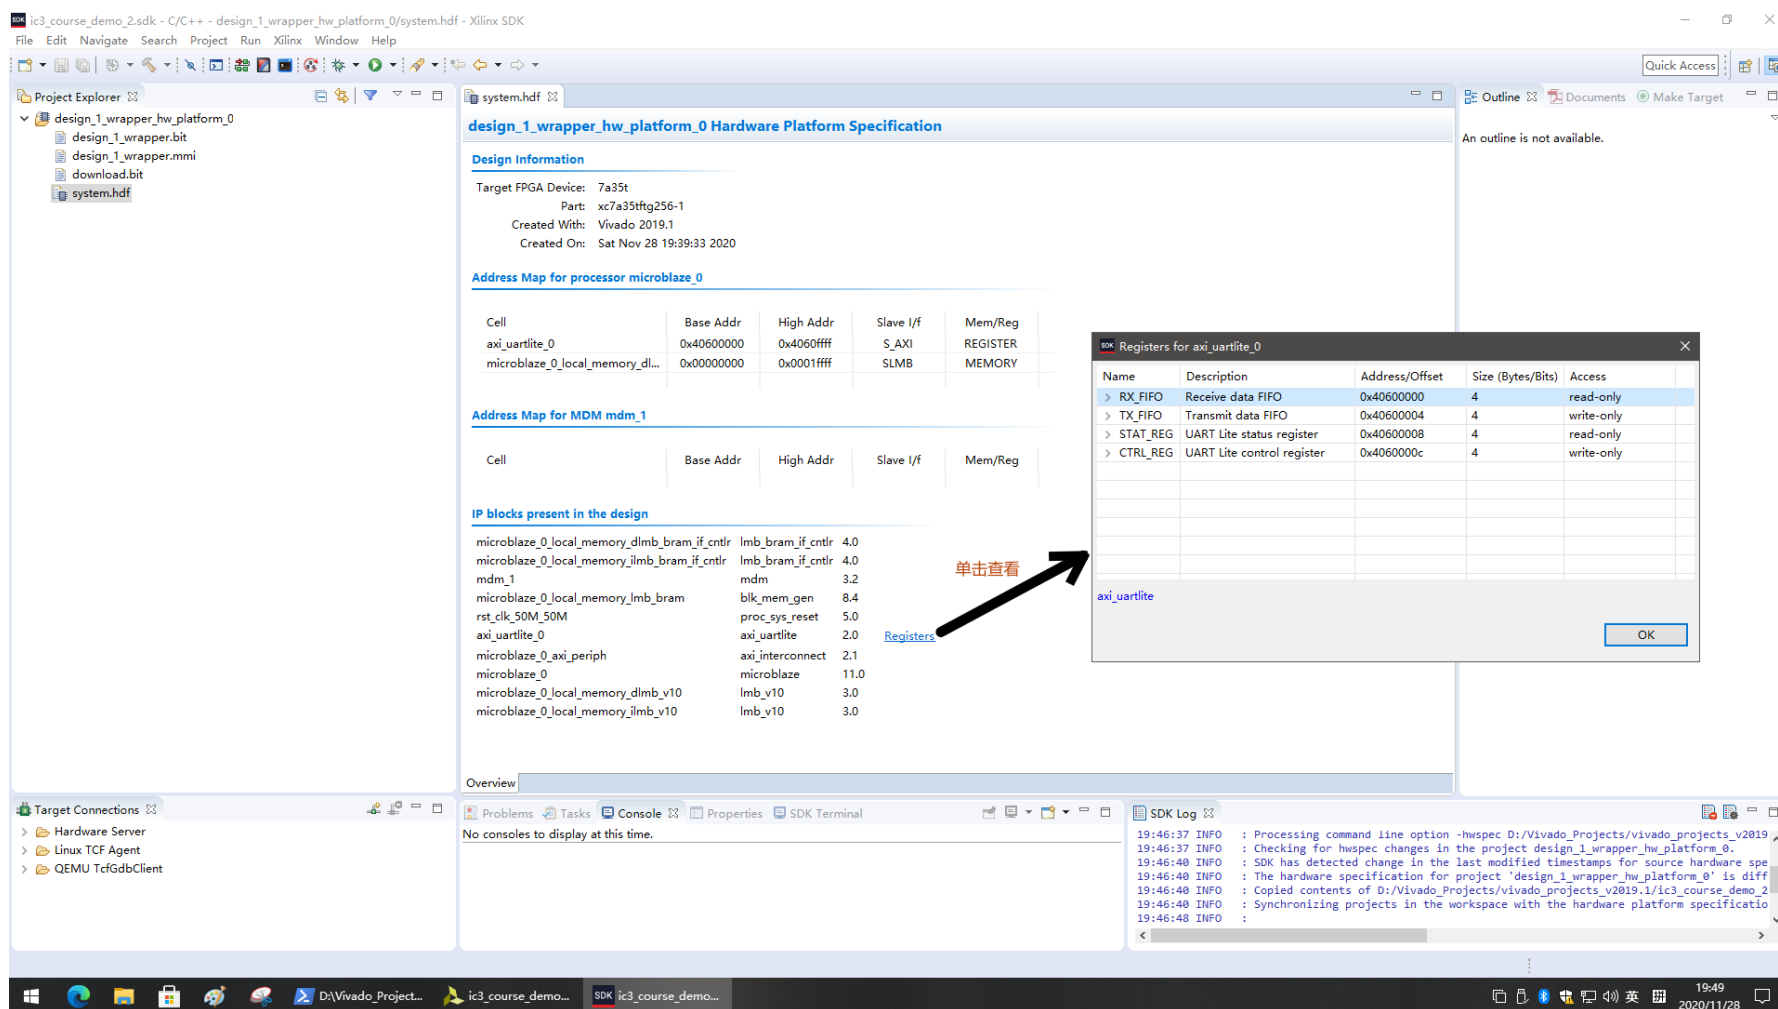 SDK ic3_course_demo_2.sdk - C/C++ - design_1_wrapper_hw_platform_0/system.hdf - Xilinx SDK
File Edit Navigate Search Project Run Xilinx Window Help
Quick Access
Project Explorer
design_1_wrapper_hw_platform_0
design_1_wrapper.bit
design_1_wrapper.mmi
download.bit
system.hdf
system.hdf
design_1_wrapper_hw_platform_0 Hardware Platform Specification
Design Information
Target FPGA Device: 7a35t
Part: xc7a35tftg256-1
Created With: Vivado 2019.1
Created On: Sat Nov 28 19:39:33 2020
Address Map for processor microblaze_0
Cell Base Addr High Addr Slave I/f Mem/Reg
axi_uartlite_0 0x40600000 0x4060ffff S_AXI REGISTER
microblaze_0_local_memory_dl... 0x00000000 0x0001ffff SLMB MEMORY
Address Map for MDM mdm_1
Cell Base Addr High Addr Slave I/f Mem/Reg
IP blocks present in the design
microblaze_0_local_memory_dlmb_bram_if_cntlr lmb_bram_if_cntlr 4.0
microblaze_0_local_memory_ilmb_bram_if_cntlr lmb_bram_if_cntlr 4.0
mdm_1 mdm 3.2
microblaze_0_local_memory_lmb_bram blk_mem_gen 8.4
rst_clk_50M_50M proc_sys_reset 5.0
axi_uartlite_0 axi_uartlite 2.0 Registers
microblaze_0_axi_periph axi_interconnect 2.1
microblaze_0 microblaze 11.0
microblaze_0_local_memory_dlmb_v10 lmb_v10 3.0
microblaze_0_local_memory_ilmb_v10 lmb_v10 3.0
单击查看
Overview
Outline Documents Make Target
An outline is not available.
SDK Registers for axi_uartlite_0
Name Description Address/Offset Size (Bytes/Bits) Access
RX_FIFO Receive data FIFO 0x40600000 4 read-only
TX_FIFO Transmit data FIFO 0x40600004 4 write-only
STAT_REG UART Lite status register 0x40600008 4 read-only
CTRL_REG UART Lite control register 0x4060000c 4 write-only
axi_uartlite
OK
Target Connections
Hardware Server
Linux TCF Agent
QEMU TcfGdbClient
Problems Tasks Console Properties SDK Terminal
No consoles to display at this time.
SDK Log
19:46:37 INFO : Processing command line option -hwspec D:/Vivado_Projects/vivado_projects_v2019
19:46:37 INFO : Checking for hwspec changes in the project design_1_wrapper_hw_platform_0.
19:46:40 INFO : SDK has detected change in the last modified timestamps for source hardware spe
19:46:40 INFO : The hardware specification for project 'design_1_wrapper_hw_platform_0' is diff
19:46:40 INFO : Copied contents of D:/Vivado_Projects/vivado_projects_v2019.1/ic3_course_demo_2
19:46:40 INFO : Synchronizing projects in the workspace with the hardware platform specificatio
19:46:48 INFO :
D:\Vivado_Project... ic3_course_demo... SDK ic3_course_demo...
英
19:49
2020/11/28